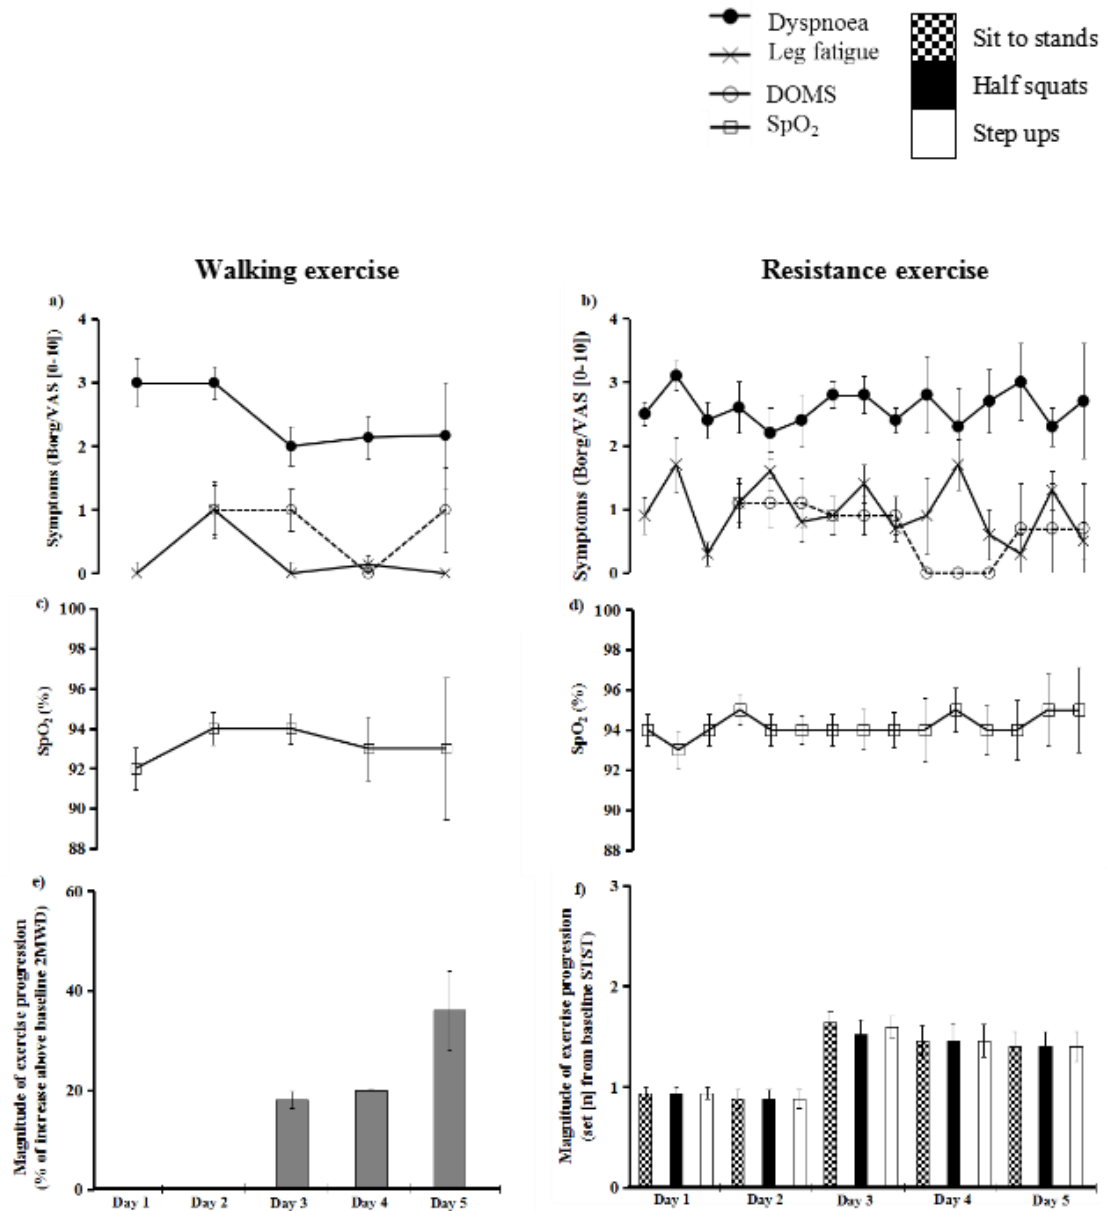 Dyspnoea
Leg fatigue
DOMS
SpO₂
Sit to stands
Half squats
Step ups
Walking exercise
Resistance exercise
a)
Symptoms (Borg/VAS [0-10])
4
3
2
1
0
b)
Symptoms (Borg/VAS [0-10])
4
3
2
1
0
c)
SpO₂ (%)
100
98
96
94
92
90
88
d)
SpO₂ (%)
100
98
96
94
92
90
88
e)
Magnitude of exercise progression
(% of increase above baseline 2MWD)
60
40
20
0
Day 1 Day 2 Day 3 Day 4 Day 5
f)
Magnitude of exercise progression
(set [n] from baseline STST)
3
2
1
0
Day 1 Day 2 Day 3 Day 4 Day 5